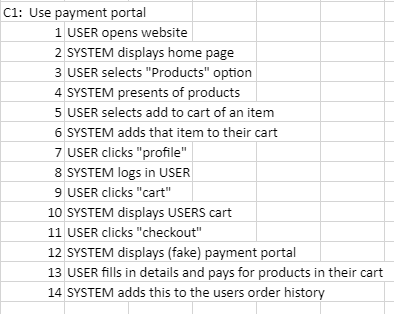 C1: Use payment portal
1 USER opens website
2 SYSTEM displays home page
3 USER selects "Products" option
4 SYSTEM presents of products
5 USER selects add to cart of an item
6 SYSTEM adds that item to their cart
7 USER clicks "profile"
8 SYSTEM logs in USER
9 USER clicks "cart"
10 SYSTEM displays USERS cart
11 USER clicks "checkout"
12 SYSTEM displays (fake) payment portal
13 USER fills in details and pays for products in their cart
14 SYSTEM adds this to the users order history